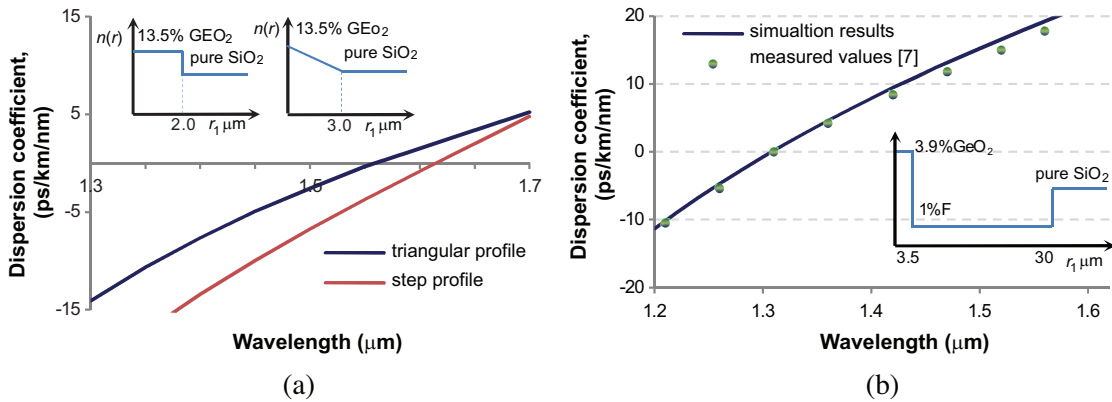 Dispersion coefficient,
(ps/km/nm)
15
5
-5
-15
n(r)
13.5% GEO2
pure SiO2
2.0 r1 μm
n(r)
13.5% GEo2
pure SiO2
3.0 r1 μm
1.3 1.5 1.7
triangular profile
step profile
Wavelength (μm)
(a)
Dispersion coefficient,
(ps/km/nm)
20
10
0
-10
-20
simualtion results
measured values [7]
3.9%GeO2
pure SiO2
1%F
3.5 30 r1 μm
1.2 1.3 1.4 1.5 1.6
Wavelength (μm)
(b)